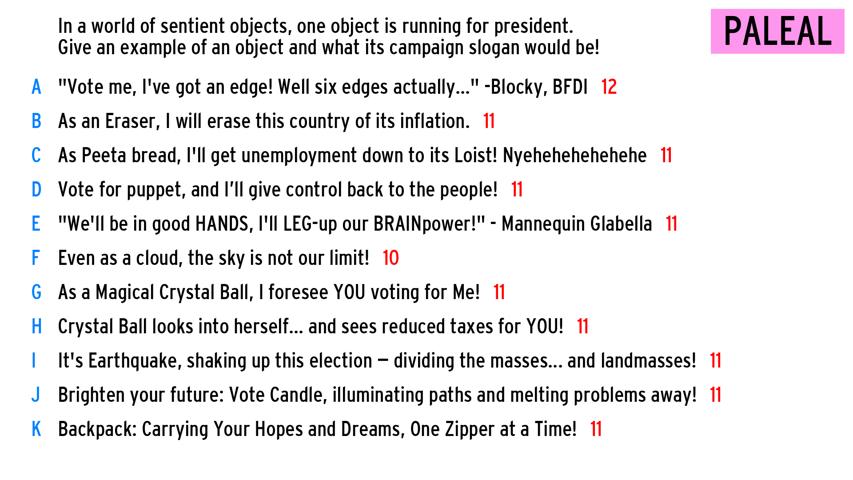 In a world of sentient objects, one object is running for president.
Give an example of an object and what its campaign slogan would be!
PALEAL
A "Vote me, I've got an edge! Well six edges actually..." -Blocky, BFDI 12
B As an Eraser, I will erase this country of its inflation. 11
C As Peeta bread, I'll get unemployment down to its Loist! Nyehehehehehehe 11
D Vote for puppet, and I’ll give control back to the people! 11
E "We'll be in good HANDS, I'll LEG-up our BRAINpower!" - Mannequin Glabella 11
F Even as a cloud, the sky is not our limit! 10
G As a Magical Crystal Ball, I foresee YOU voting for Me! 11
H Crystal Ball looks into herself... and sees reduced taxes for YOU! 11
I It's Earthquake, shaking up this election – dividing the masses... and landmasses! 11
J Brighten your future: Vote Candle, illuminating paths and melting problems away! 11
K Backpack: Carrying Your Hopes and Dreams, One Zipper at a Time! 11